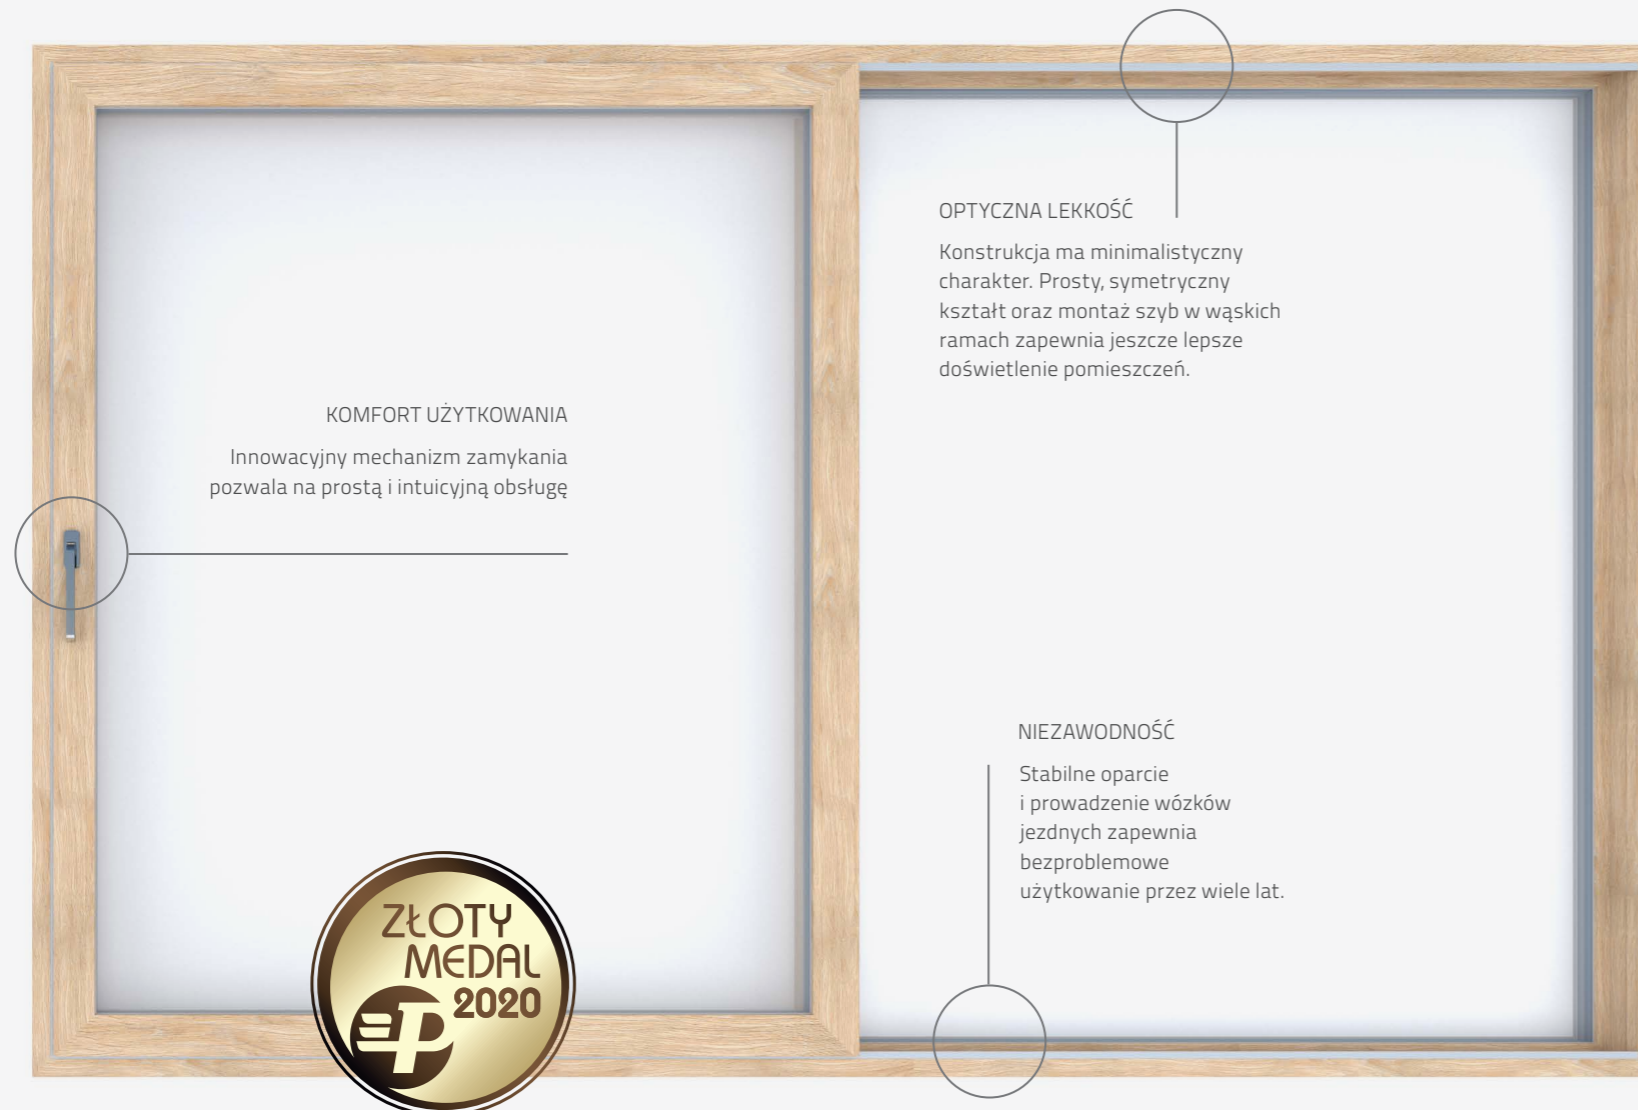 OPTYCZNA LEKKOŚĆ
Konstrukcja ma minimalistyczny
charakter. Prosty, symetryczny
kształt oraz montaż szyb w wąskich
ramach zapewnia jeszcze lepsze
doświetlenie pomieszczeń.
KOMFORT UŻYTKOWANIA
Innowacyjny mechanizm zamykania
pozwala na prostą i intuicyjną obsługę
NIEZAWODNOŚĆ
Stabilne oparcie
i prowadzenie wózków
jezdnych zapewnia
bezproblemowe
użytkowanie przez wiele lat.
ZŁOTY
MEDAL
2020